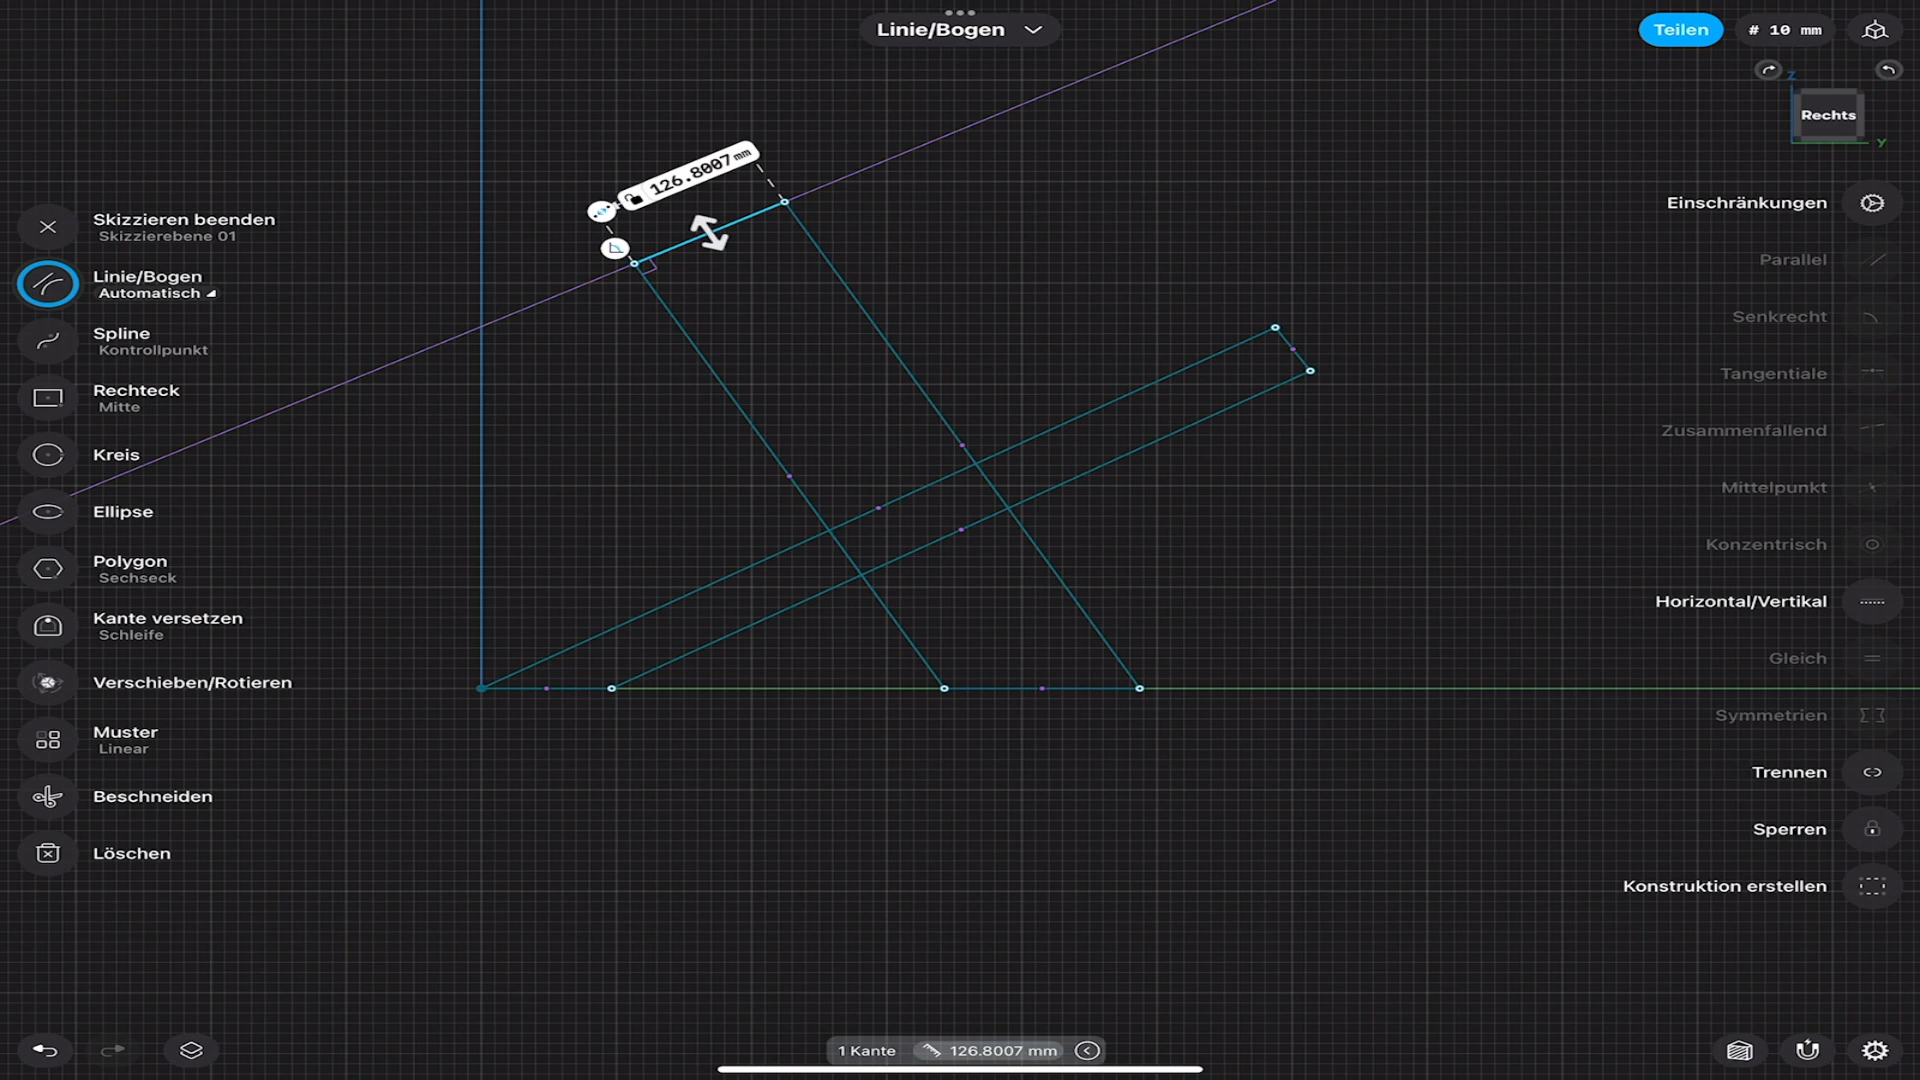 Linie/Bogen
Teilen
# 10 mm
Z
Rechts
Y
126.8007 mm
Skizzieren beenden
Skizzierebene 01
Linie/Bogen
Automatisch
Spline
Kontrollpunkt
Rechteck
Mitte
Kreis
Ellipse
Polygon
Sechseck
Kante versetzen
Schleife
Verschieben/Rotieren
Muster
Linear
Beschneiden
Löschen
Einschränkungen
Parallel
Senkrecht
Tangentiale
Zusammenfallend
Mittelpunkt
Konzentrisch
Horizontal/Vertikal
Gleich
Symmetrien
Trennen
Sperren
Konstruktion erstellen
1 Kante
126.8007 mm